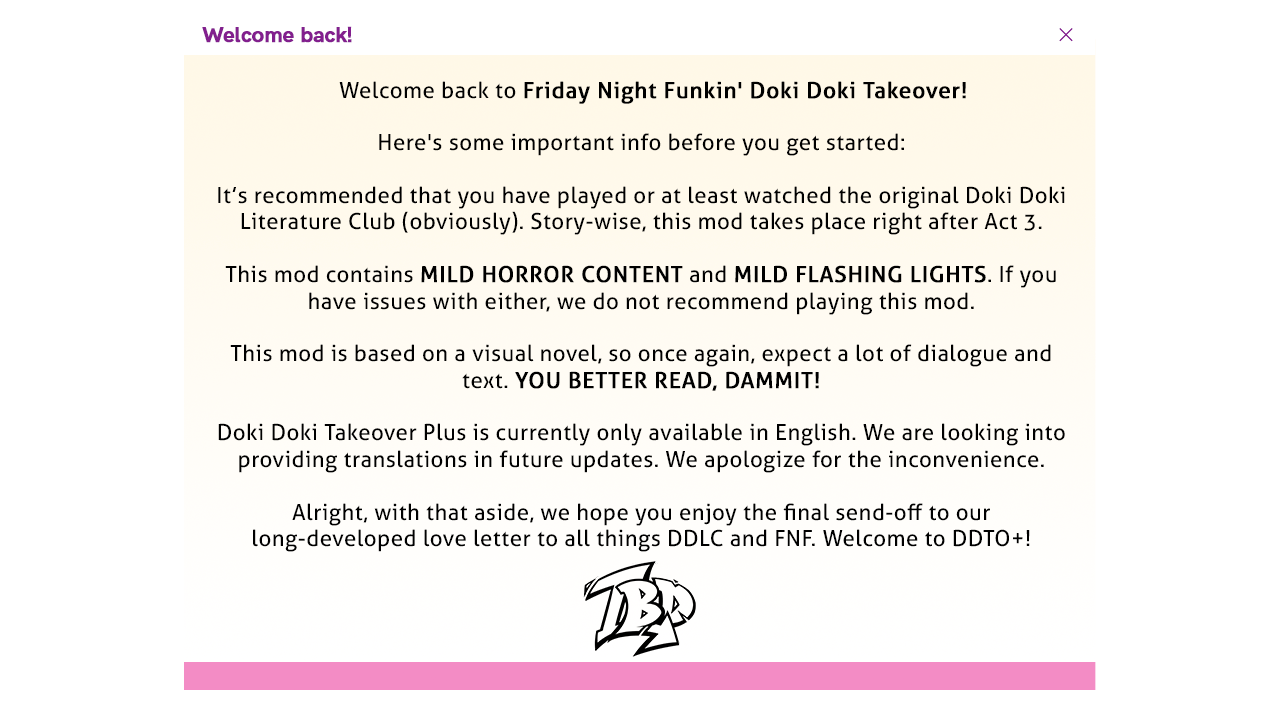 Welcome back!
Welcome back to Friday Night Funkin' Doki Doki Takeover!
Here's some important info before you get started:
It’s recommended that you have played or at least watched the original Doki Doki
Literature Club (obviously). Story-wise, this mod takes place right after Act 3.
This mod contains MILD HORROR CONTENT and MILD FLASHING LIGHTS. If you
have issues with either, we do not recommend playing this mod.
This mod is based on a visual novel, so once again, expect a lot of dialogue and
text. YOU BETTER READ, DAMMIT!
Doki Doki Takeover Plus is currently only available in English. We are looking into
providing translations in future updates. We apologize for the inconvenience.
Alright, with that aside, we hope you enjoy the final send-off to our
long-developed love letter to all things DDLC and FNF. Welcome to DDTO+!
TBD